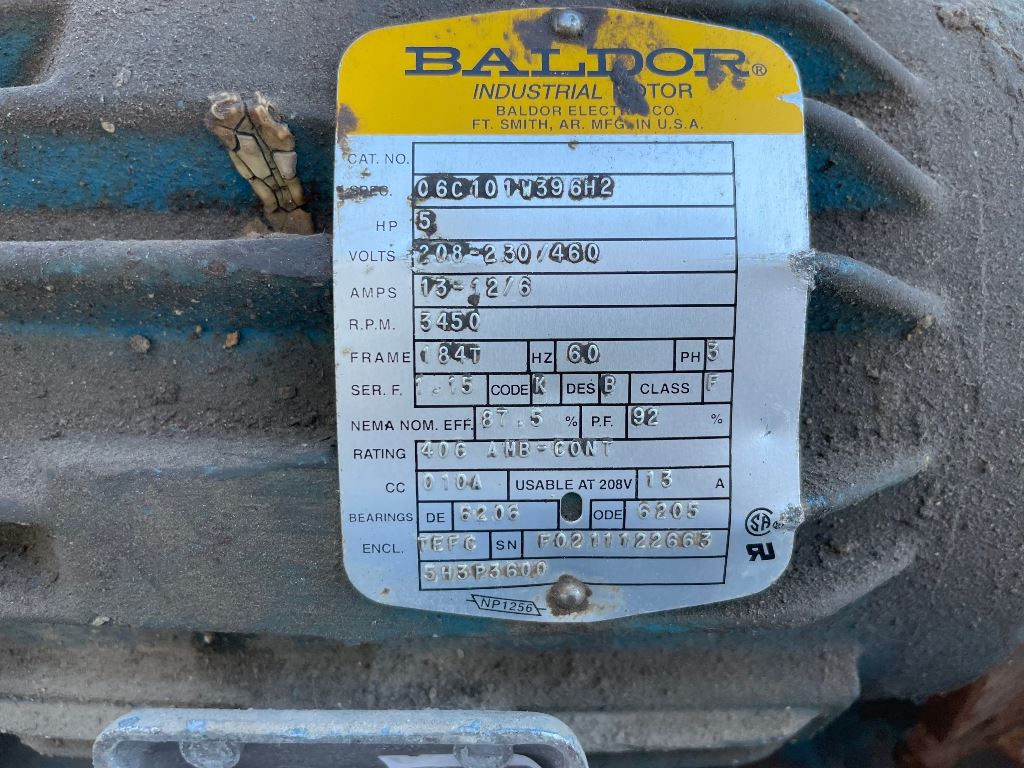 BALDOR®
INDUSTRIAL MOTOR
BALDOR ELECTRIC CO.
FT. SMITH, AR. MFG. IN U.S.A.
CAT. NO.
SPEC. 06C101W396H2
HP 5
VOLTS 208-230/460
AMPS 13-12/6
R.P.M. 3450
FRAME 184T HZ 60 PH 3
SER. F. 1.15 CODE K DES B CLASS F
NEMA NOM. EFF. 87.5 % P.F. 92 %
RATING 40C AMB-CONT
CC 010A USABLE AT 208V 13 A
BEARINGS DE 6206 ODE 6205
ENCL. TEFC SN F0211122663
5H3P3600
NP1256